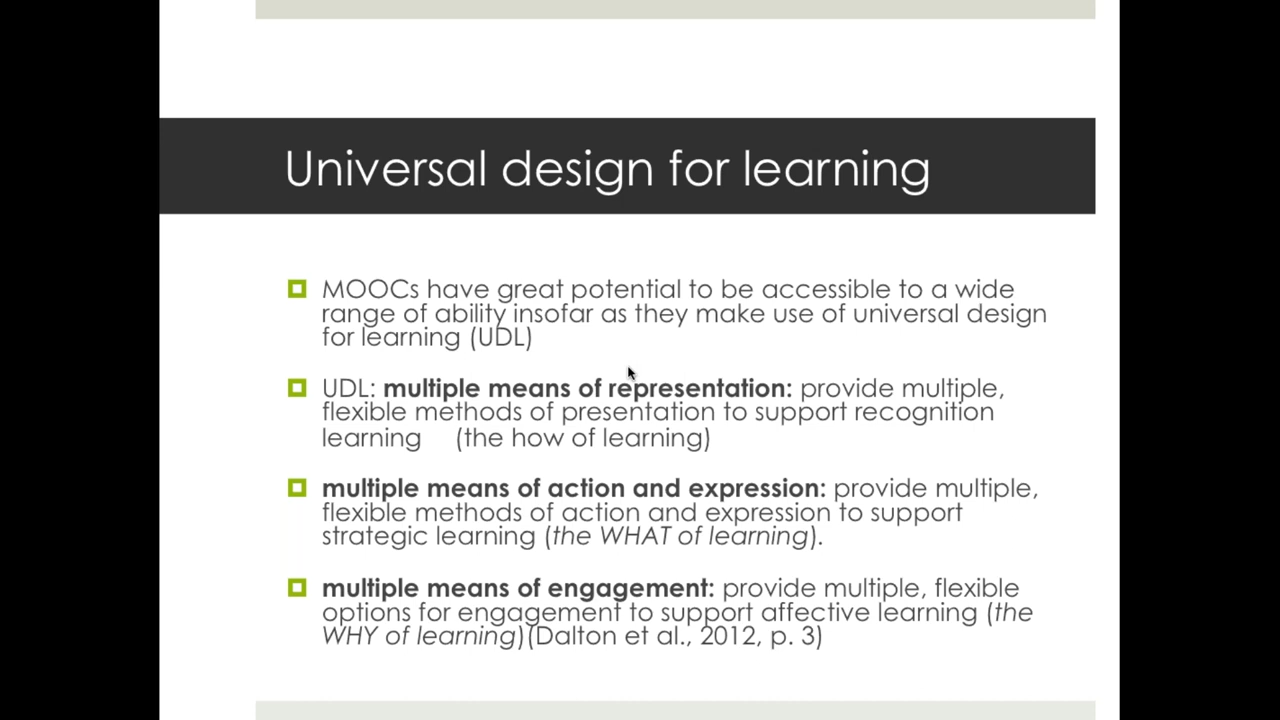 Universal design for learning
MOOCs have great potential to be accessible to a wide
range of ability insofar as they make use of universal design
for learning (UDL)
UDL: multiple means of representation: provide multiple,
flexible methods of presentation to support recognition
learning (the how of learning)
multiple means of action and expression: provide multiple,
flexible methods of action and expression to support
strategic learning (the WHAT of learning).
multiple means of engagement: provide multiple, flexible
options for engagement to support affective learning (the
WHY of learning)(Dalton et al., 2012, p. 3)